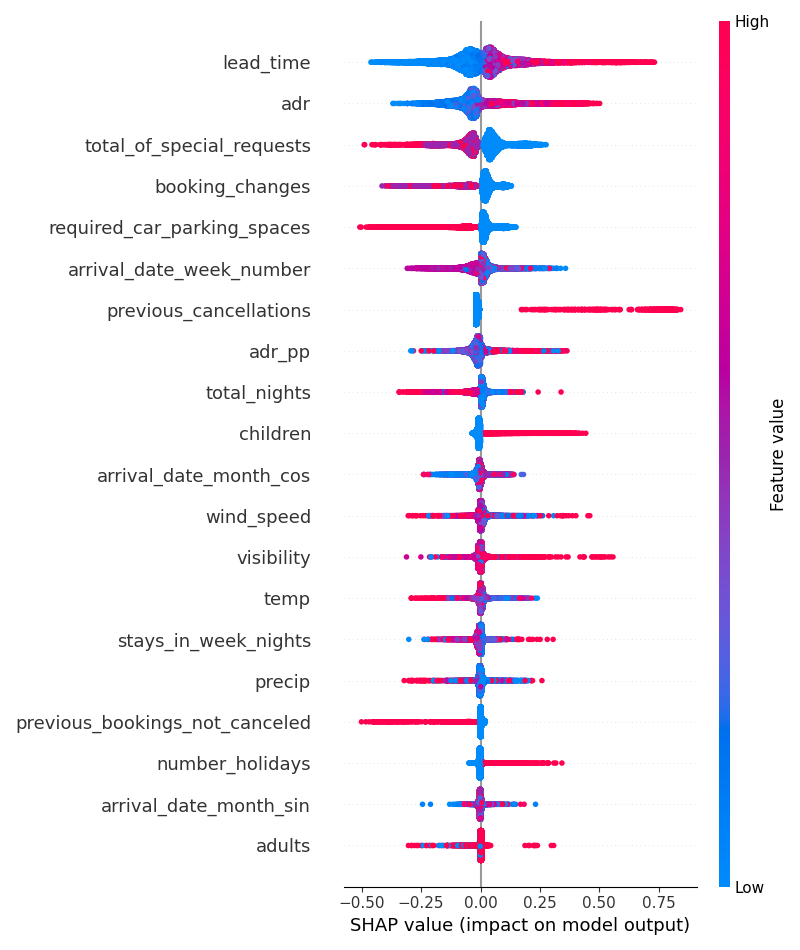 High
lead_time
adr
total_of_special_requests
booking_changes
required_car_parking_spaces
arrival_date_week_number
previous_cancellations
adr_pp
total_nights
children
Feature value
arrival_date_month_cos
wind_speed
visibility
temp
stays_in_week_nights
precip
previous_bookings_not_canceled
number_holidays
arrival_date_month_sin
adults
Low
−0.50 −0.25 0.00 0.25 0.50 0.75
SHAP value (impact on model output)